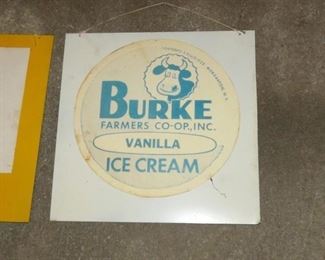 BURKE
FARMERS CO-OP., INC.
VANILLA
ICE CREAM